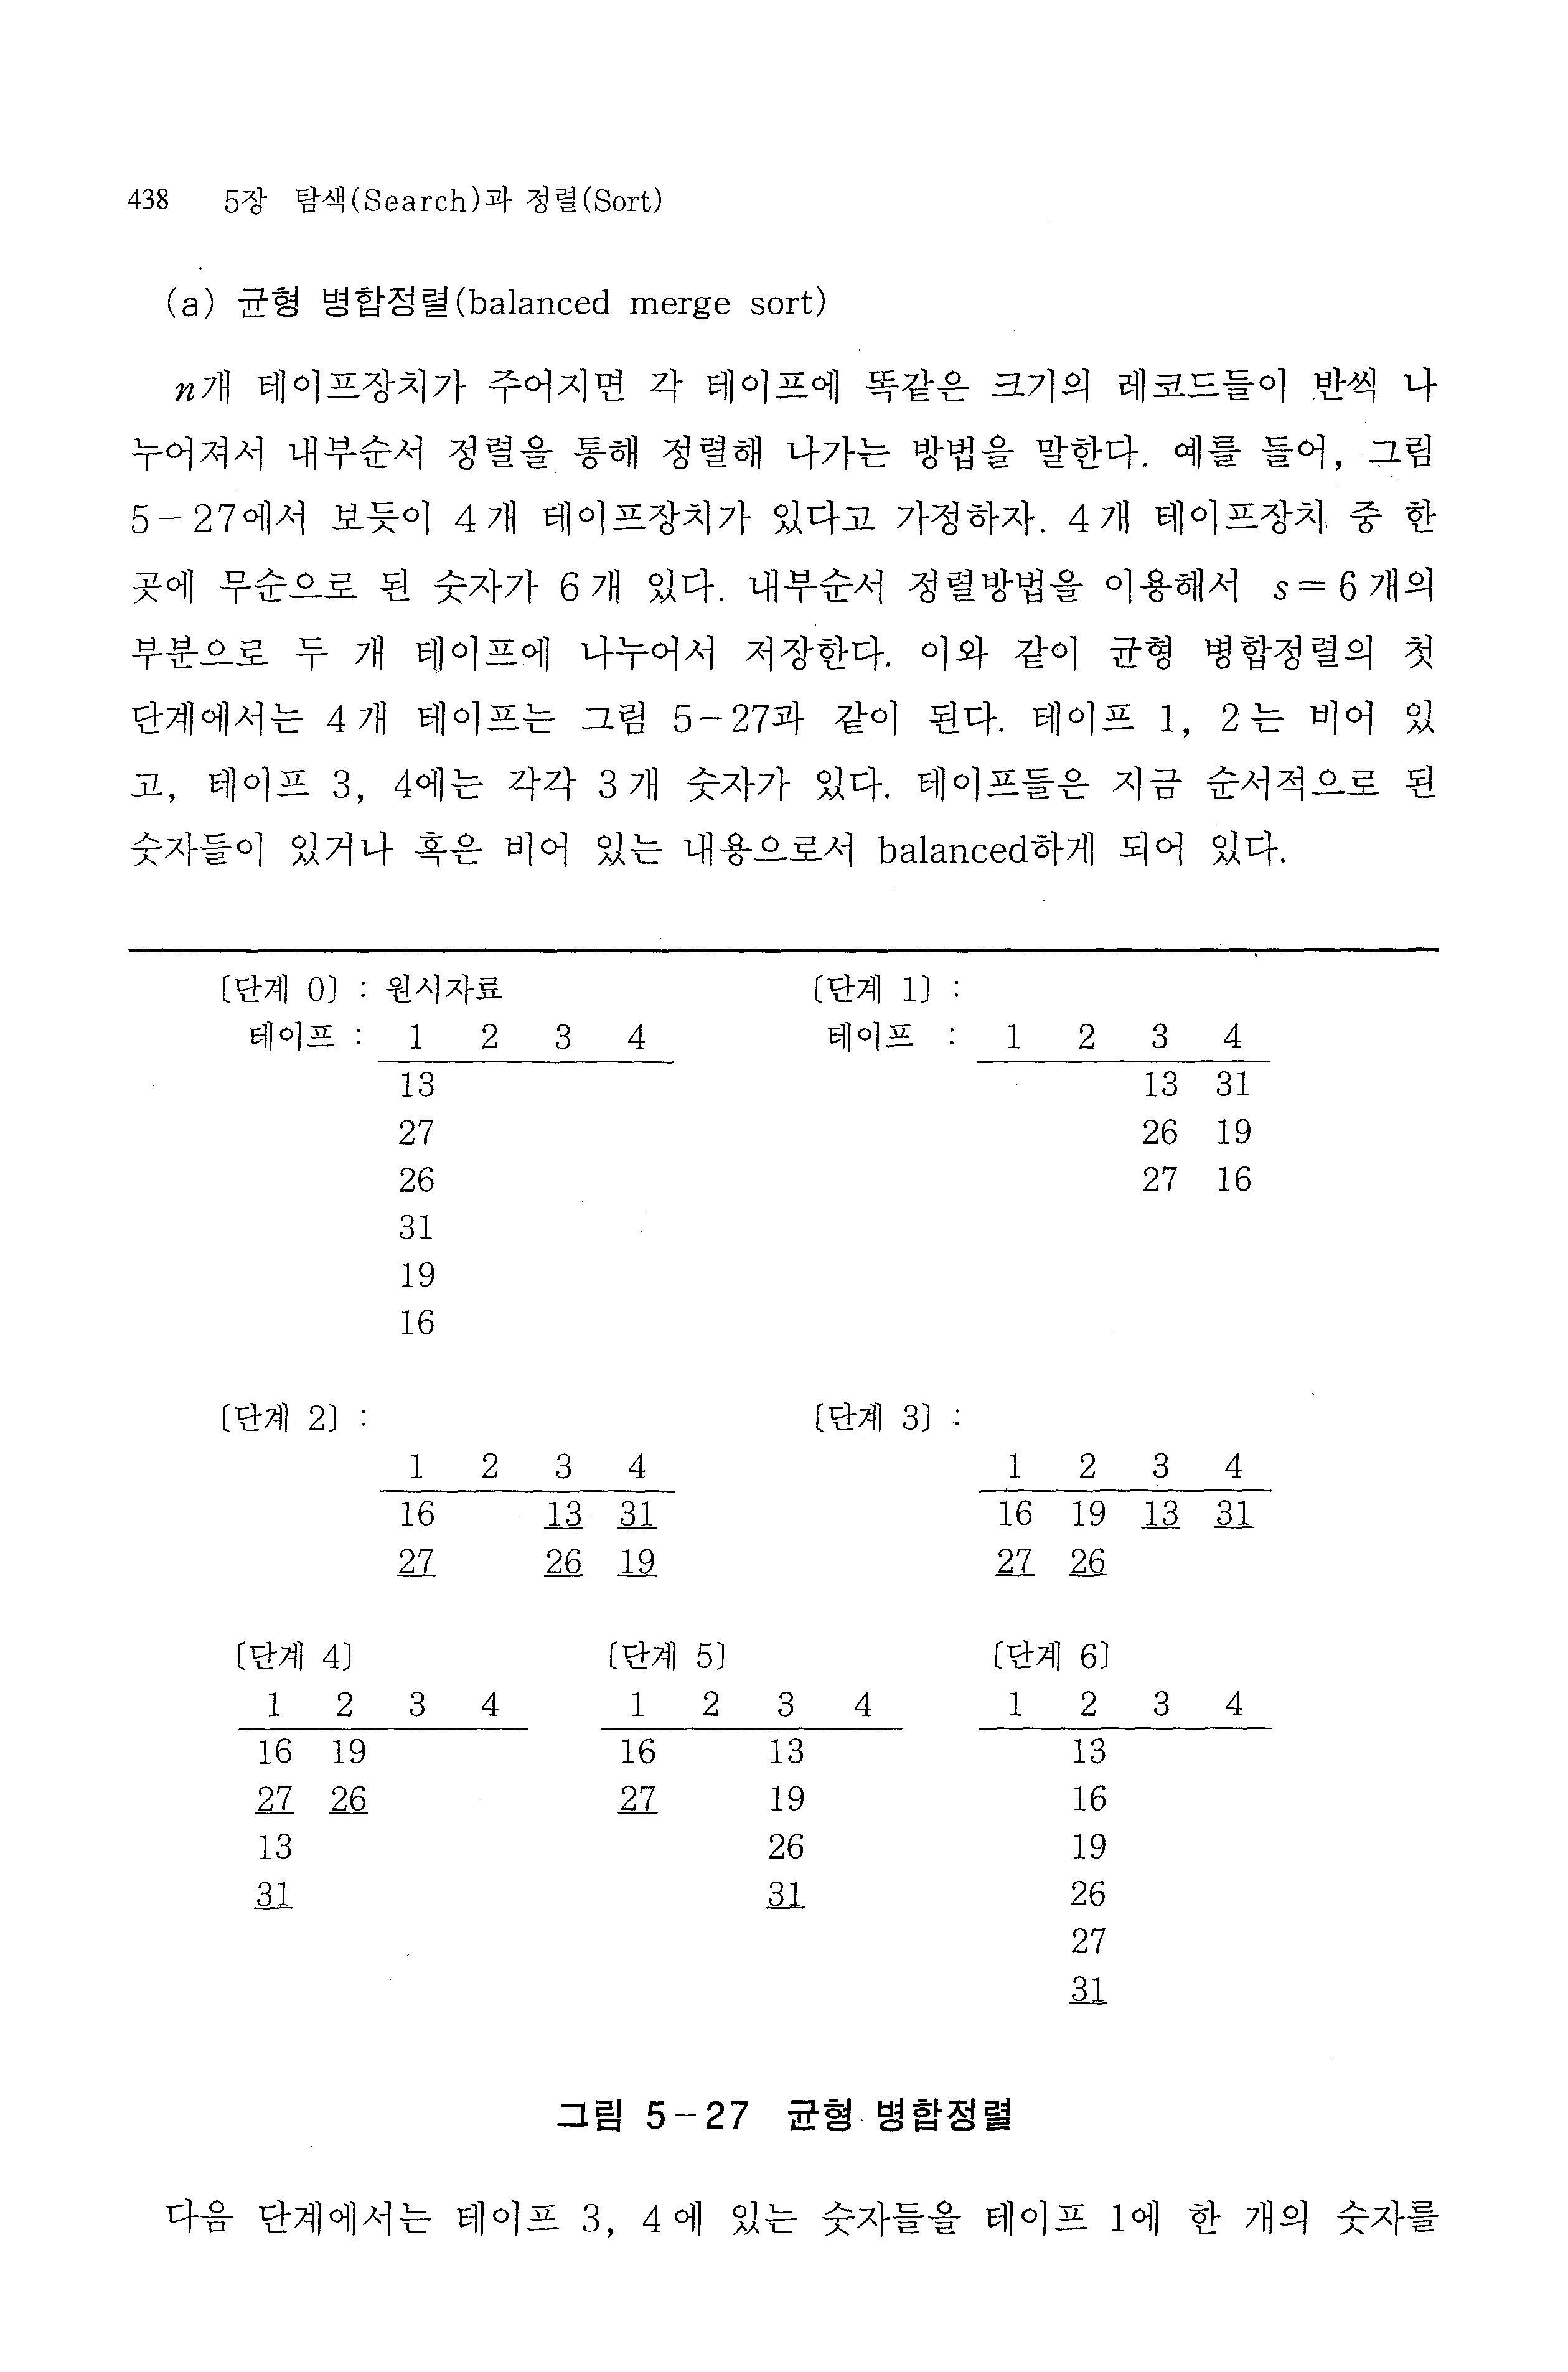 438 5장 탐색(Search)과 정렬(Sort)
(a) 균형 병합정렬(balanced merge sort)
n개 테이프장치가 주어지면 각 테이프에 똑같은 크기의 레코드들이 반씩 나
누어져서 내부순서 정렬을 통해 정렬해 나가는 방법을 말한다. 예를 들어, 그림
5-27에서 보듯이 4개 테이프장치가 있다고 가정하자. 4개 테이프장치 중 한
곳에 무순으로 된 숫자가 6개 있다. 내부순서 정렬방법을 이용해서 s=6개의
부분으로 두 개 테이프에 나누어서 저장한다. 이와 같이 균형 병합정렬의 첫
단계에서는 4개 테이프는 그림 5-27과 같이 된다. 테이프 1, 2는 비어 있
고, 테이프 3, 4에는 각각 3개 숫자가 있다. 테이프들은 지금 순서적으로 된
숫자들이 있거나 혹은 비어 있는 내용으로서 balanced하게 되어 있다.
〔단계 0〕 : 원시자료 〔단계 1〕 :
테이프 : 1 2 3 4 테이프 : 1 2 3 4
13 13 31
27 26 19
26 27 16
31
19
16
〔단계 2〕 : 〔단계 3〕 :
1 2 3 4 1 2 3 4
16 13 31 16 19 13 31
27 26 19 27 26
〔단계 4〕 〔단계 5〕 〔단계 6〕
1 2 3 4 1 2 3 4 1 2 3 4
16 19 16 13 13
27 26 27 19 16
13 26 19
31 31 26
27
31
그림 5-27 균형 병합정렬
다음 단계에서는 테이프 3, 4에 있는 숫자들을 테이프 1에 한 개의 숫자를